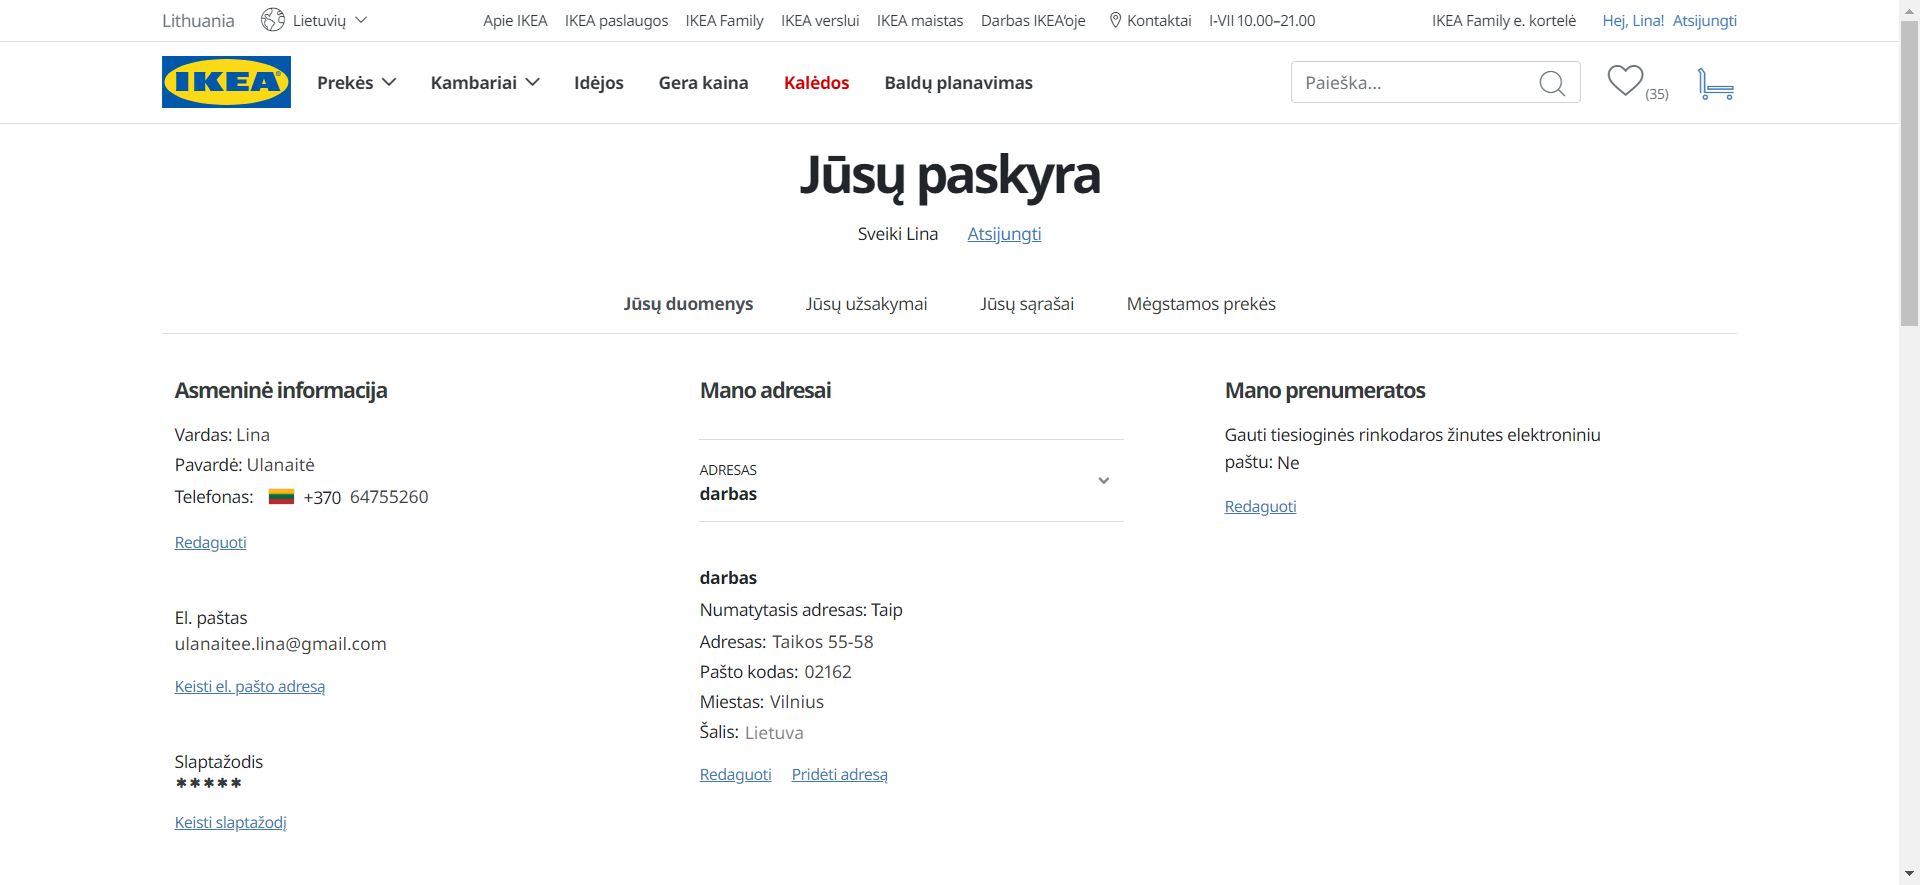 Lithuania Lietuvių Apie IKEA IKEA paslaugos IKEA Family IKEA verslui IKEA maistas Darbas IKEA‘oje Kontaktai I-VII 10.00–21.00 IKEA Family e. kortelė Hej, Lina! Atsijungti
IKEA Prekės Kambariai Idėjos Gera kaina Kalėdos Baldų planavimas Paieška... (35)
Jūsų paskyra
Sveiki Lina Atsijungti
Jūsų duomenys Jūsų užsakymai Jūsų sąrašai Mėgstamos prekės
Asmeninė informacija
Vardas: Lina
Pavardė: Ulanaitė
Telefonas: +370 64755260
Redaguoti
El. paštas
ulanaitee.lina@gmail.com
Keisti el. pašto adresą
Slaptažodis
*****
Keisti slaptažodį
Mano adresai
ADRESAS
darbas
darbas
Numatytasis adresas: Taip
Adresas: Taikos 55-58
Pašto kodas: 02162
Miestas: Vilnius
Šalis: Lietuva
Redaguoti Pridėti adresą
Mano prenumeratos
Gauti tiesioginės rinkodaros žinutes elektroniniu
paštu: Ne
Redaguoti